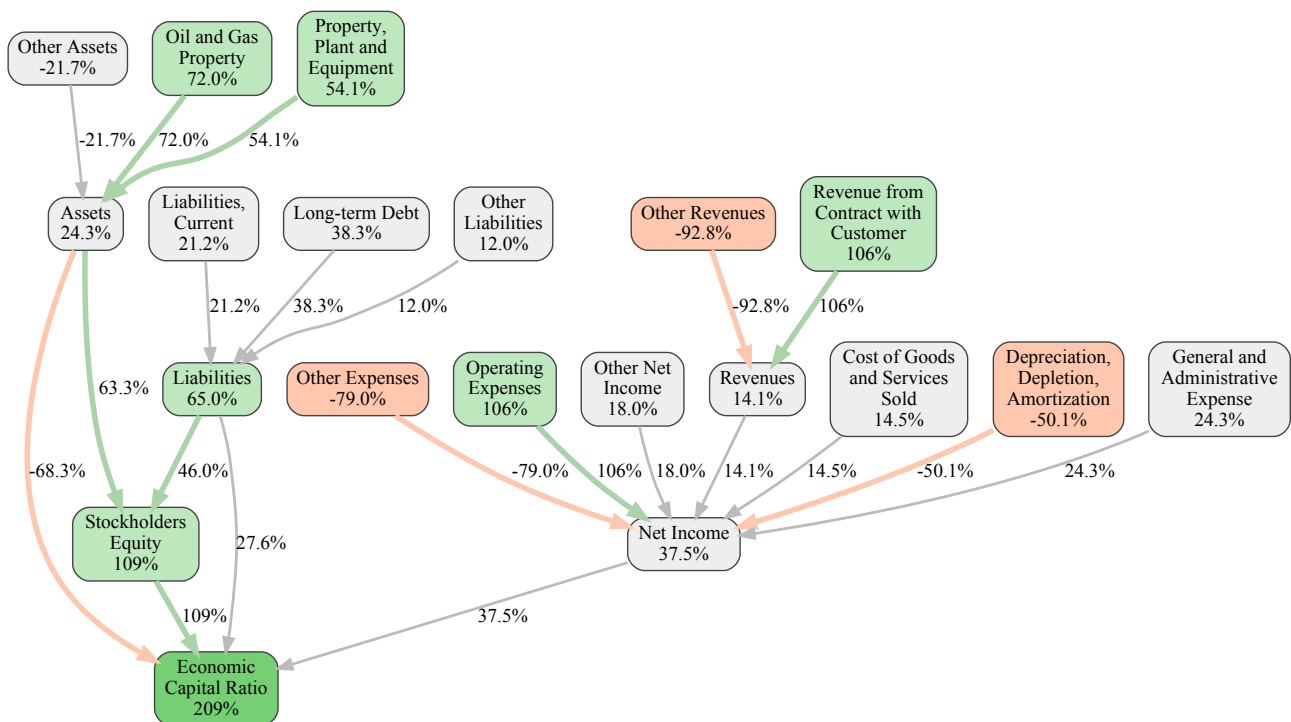 Other Assets
-21.7%
Oil and Gas
Property
72.0%
Property,
Plant and
Equipment
54.1%
-21.7%
72.0%
54.1%
Assets
24.3%
Liabilities,
Current
21.2%
Long-term Debt
38.3%
Other
Liabilities
12.0%
Other Revenues
-92.8%
Revenue from
Contract with
Customer
106%
21.2%
38.3%
12.0%
-92.8%
106%
63.3%
Liabilities
65.0%
Other Expenses
-79.0%
Operating
Expenses
106%
Other Net
Income
18.0%
Revenues
14.1%
Cost of Goods
and Services
Sold
14.5%
Depreciation,
Depletion,
Amortization
-50.1%
General and
Administrative
Expense
24.3%
-68.3%
46.0%
-79.0%
106%
18.0%
14.1%
14.5%
-50.1%
24.3%
Stockholders
Equity
109%
27.6%
Net Income
37.5%
109%
37.5%
Economic
Capital Ratio
209%